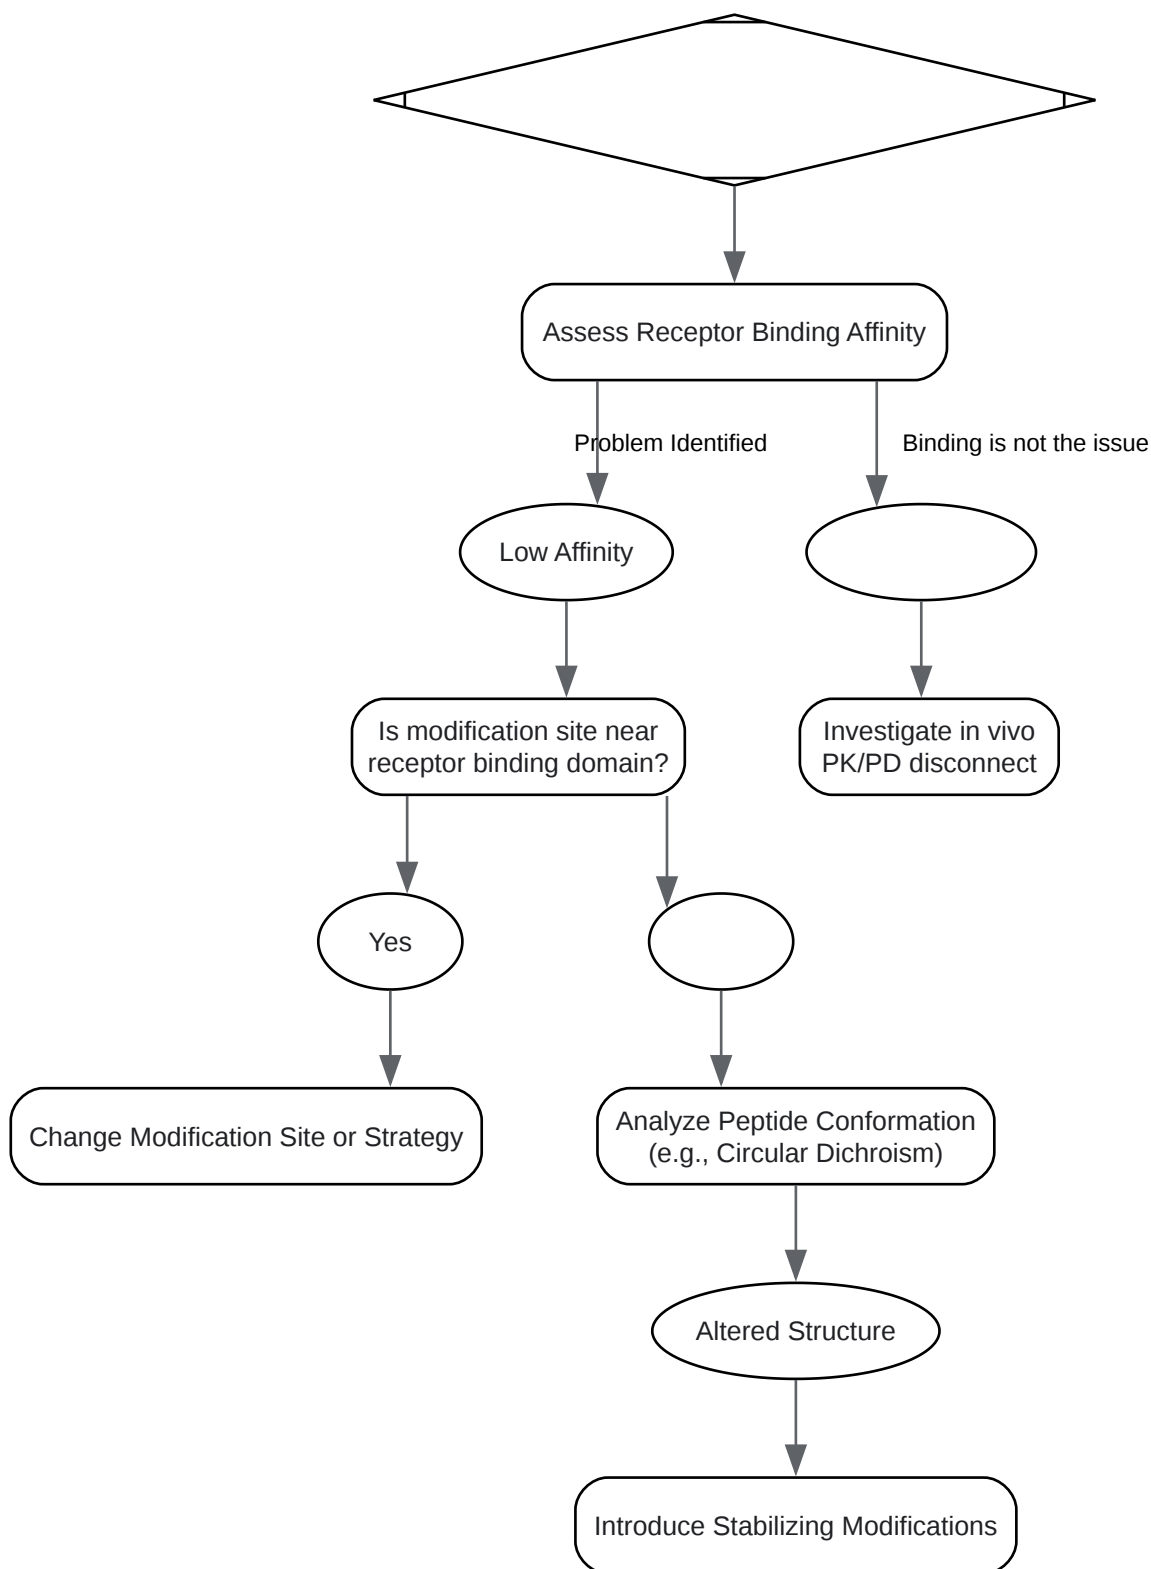 Assess Receptor Binding Affinity
Problem Identified
Binding is not the issue
Low Affinity
Is modification site near
receptor binding domain?
Investigate in vivo
PK/PD disconnect
Yes
Change Modification Site or Strategy
Analyze Peptide Conformation
(e.g., Circular Dichroism)
Altered Structure
Introduce Stabilizing Modifications